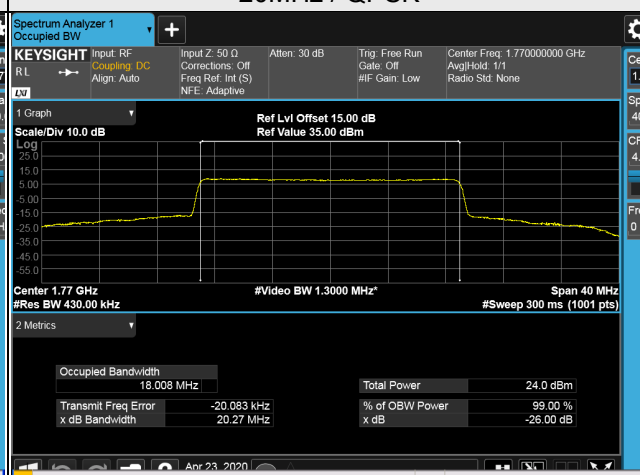 Spectrum Analyzer 1
Occupied BW
KEYSIGHT
RL
LXI
Input: RF
Coupling: DC
Align: Auto
Input Z: 50 Ω
Corrections: Off
Freq Ref: Int (S)
NFE: Adaptive
Atten: 30 dB
Trig: Free Run
Gate: Off
#IF Gain: Low
Center Freq: 1.770000000 GHz
Avg|Hold: 1/1
Radio Std: None
1 Graph
Scale/Div 10.0 dB
Ref Lvl Offset 15.00 dB
Ref Value 35.00 dBm
Log
25.0
15.0
5.00
-5.00
-15.0
-25.0
-35.0
-45.0
-55.0
Center 1.77 GHz
#Video BW 1.3000 MHz*
Span 40 MHz
#Res BW 430.00 kHz
#Sweep 300 ms (1001 pts)
2 Metrics
Occupied Bandwidth
18.008 MHz
Total Power 24.0 dBm
Transmit Freq Error -20.083 kHz
% of OBW Power 99.00 %
x dB Bandwidth 20.27 MHz
x dB -26.00 dB
Apr 23, 2020